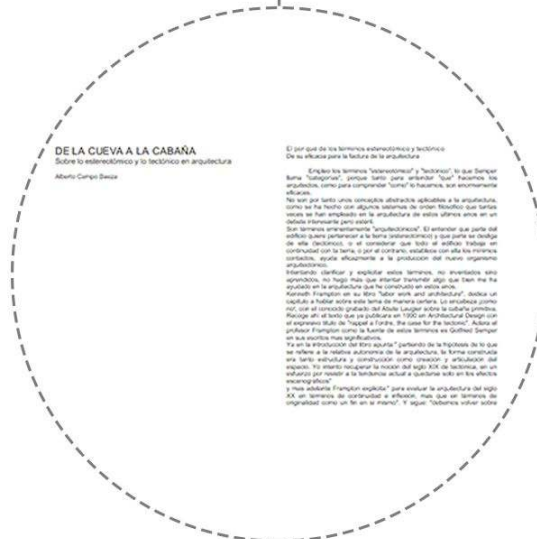 DE LA CUEVA A LA CABAÑA
Sobre lo estereotómico y lo tectónico en arquitectura
Alberto Campo Baeza
El por qué de los términos estereotómico y tectónico
De su eficacia para la factura de la arquitectura
Empleo los términos "estereotómico" y "tectónico", lo que Semper
llama "categorías", porque tanto para entender "que" hacemos los
arquitectos, como para comprender "como" lo hacemos, son enormemente
eficaces.
No son por tanto unos conceptos abstractos aplicables a la arquitectura,
como se ha hecho con algunos sistemas de orden filosófico que tantas
veces se han empleado en la arquitectura de estos últimos anos en un
debate interesante pero estéril.
Son términos eminentemente "arquitectónicos". El entender que parte del
edificio quiere pertenecer a la tierra (estereotómico) y que parte se desliga
de ella (tectónico), o el considerar que todo el edificio trabaja en
continuidad con la tierra, o por el contrario, establece con ella los mínimos
contactos, ayuda eficazmente a la producción del nuevo organismo
arquitectónico.
Intentando clarificar y explicitar estos términos, no inventados sino
aprendidos, no hago más que intentar transmitir algo que bien me ha
ayudado en la arquitectura que he construido en estos anos.
Kenneth Frampton en su libro "labor work and architecture", dedica un
capítulo a hablar sobre este tema de manera certera. Lo encabeza ¡como
no!, con el conocido grabado del Abate Laugier sobre la cabaña primitiva.
Recoge ahí el texto que ya publicara en 1990 en Architectural Design con
el expresivo título de "rappel a l'ordre, the case for the tectonic". Aclara el
profesor Frampton como la fuente de estos términos es Gotfried Semper
en sus escritos mas significativos.
Ya en la introducción del libro apunta:" partiendo de la hipótesis de lo que
se refiere a la relativa autonomía de la arquitectura, la forma construida
era tanto estructura y construcción como creación y articulación del
espacio. Yo intento recuperar la noción del siglo XIX de tectónica, en un
esfuerzo por resistir a la tendencia actual a quedarse solo en los efectos
escenográficos"
y mas adelante Frampton explicita:" para evaluar la arquitectura del siglo
XX en términos de continuidad e inflexión, mas que en términos de
originalidad como un fin en si mismo". Y sigue: "debemos volver sobre